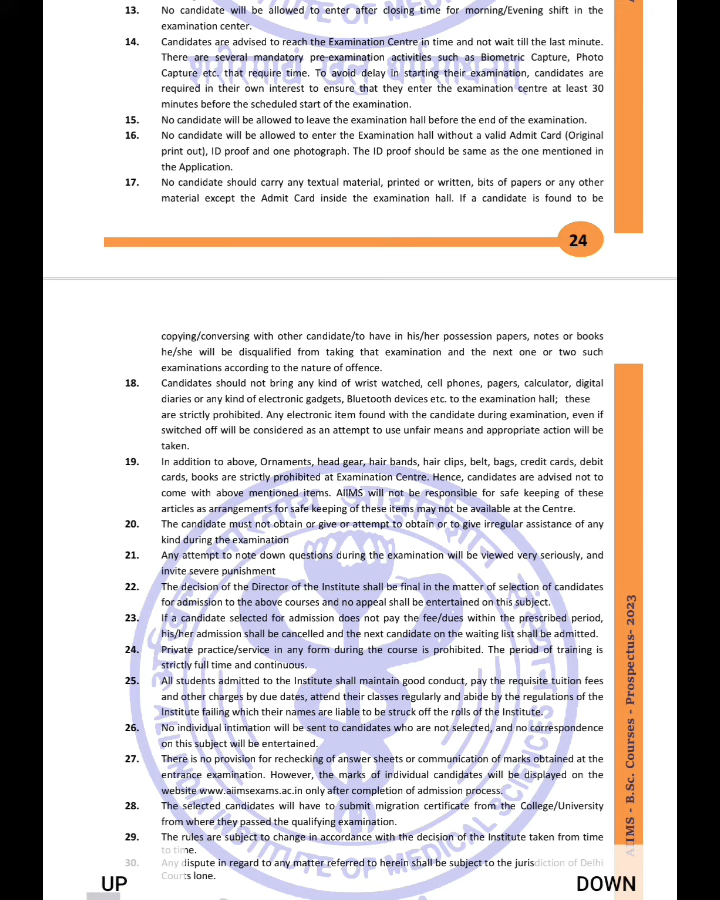 13. No candidate will be allowed to enter after closing time for morning/Evening shift in the
examination center.
14. Candidates are advised to reach the Examination Centre in time and not wait till the last minute.
There are several mandatory pre-examination activities such as Biometric Capture, Photo
Capture etc. that require time. To avoid delay in starting their examination, candidates are
required in their own interest to ensure that they enter the examination centre at least 30
minutes before the scheduled start of the examination.
15. No candidate will be allowed to leave the examination hall before the end of the examination.
16. No candidate will be allowed to enter the Examination hall without a valid Admit Card (Original
print out), ID proof and one photograph. The ID proof should be same as the one mentioned in
the Application.
17. No candidate should carry any textual material, printed or written, bits of papers or any other
material except the Admit Card inside the examination hall. If a candidate is found to be
24
copying/conversing with other candidate/to have in his/her possession papers, notes or books
he/she will be disqualified from taking that examination and the next one or two such
examinations according to the nature of offence.
18. Candidates should not bring any kind of wrist watched, cell phones, pagers, calculator, digital
diaries or any kind of electronic gadgets, Bluetooth devices etc. to the examination hall; these
are strictly prohibited. Any electronic item found with the candidate during examination, even if
switched off will be considered as an attempt to use unfair means and appropriate action will be
taken.
19. In addition to above, Ornaments, head gear, hair bands, hair clips, belt, bags, credit cards, debit
cards, books are strictly prohibited at Examination Centre. Hence, candidates are advised not to
come with above mentioned items. AIIMS will not be responsible for safe keeping of these
articles as arrangements for safe keeping of these items may not be available at the Centre.
20. The candidate must not obtain or give or attempt to obtain or to give irregular assistance of any
kind during the examination
21. Any attempt to note down questions during the examination will be viewed very seriously, and
invite severe punishment
22. The decision of the Director of the Institute shall be final in the matter of selection of candidates
for admission to the above courses and no appeal shall be entertained on this subject.
23. If a candidate selected for admission does not pay the fee/dues within the prescribed period,
his/her admission shall be cancelled and the next candidate on the waiting list shall be admitted.
24. Private practice/service in any form during the course is prohibited. The period of training is
strictly full time and continuous.
25. All students admitted to the Institute shall maintain good conduct, pay the requisite tuition fees
and other charges by due dates, attend their classes regularly and abide by the regulations of the
Institute failing which their names are liable to be struck off the rolls of the Institute.
26. No individual intimation will be sent to candidates who are not selected, and no correspondence
on this subject will be entertained.
27. There is no provision for rechecking of answer sheets or communication of marks obtained at the
entrance examination. However, the marks of individual candidates will be displayed on the
website www.aiimsexams.ac.in only after completion of admission process.
28. The selected candidates will have to submit migration certificate from the College/University
from where they passed the qualifying examination.
29. The rules are subject to change in accordance with the decision of the Institute taken from time
to time.
30. Any dispute in regard to any matter referred to herein shall be subject to the jurisdiction of Delhi
Courts lone.
AIIMS - B.Sc. Courses - Prospectus- 2023
UP
DOWN